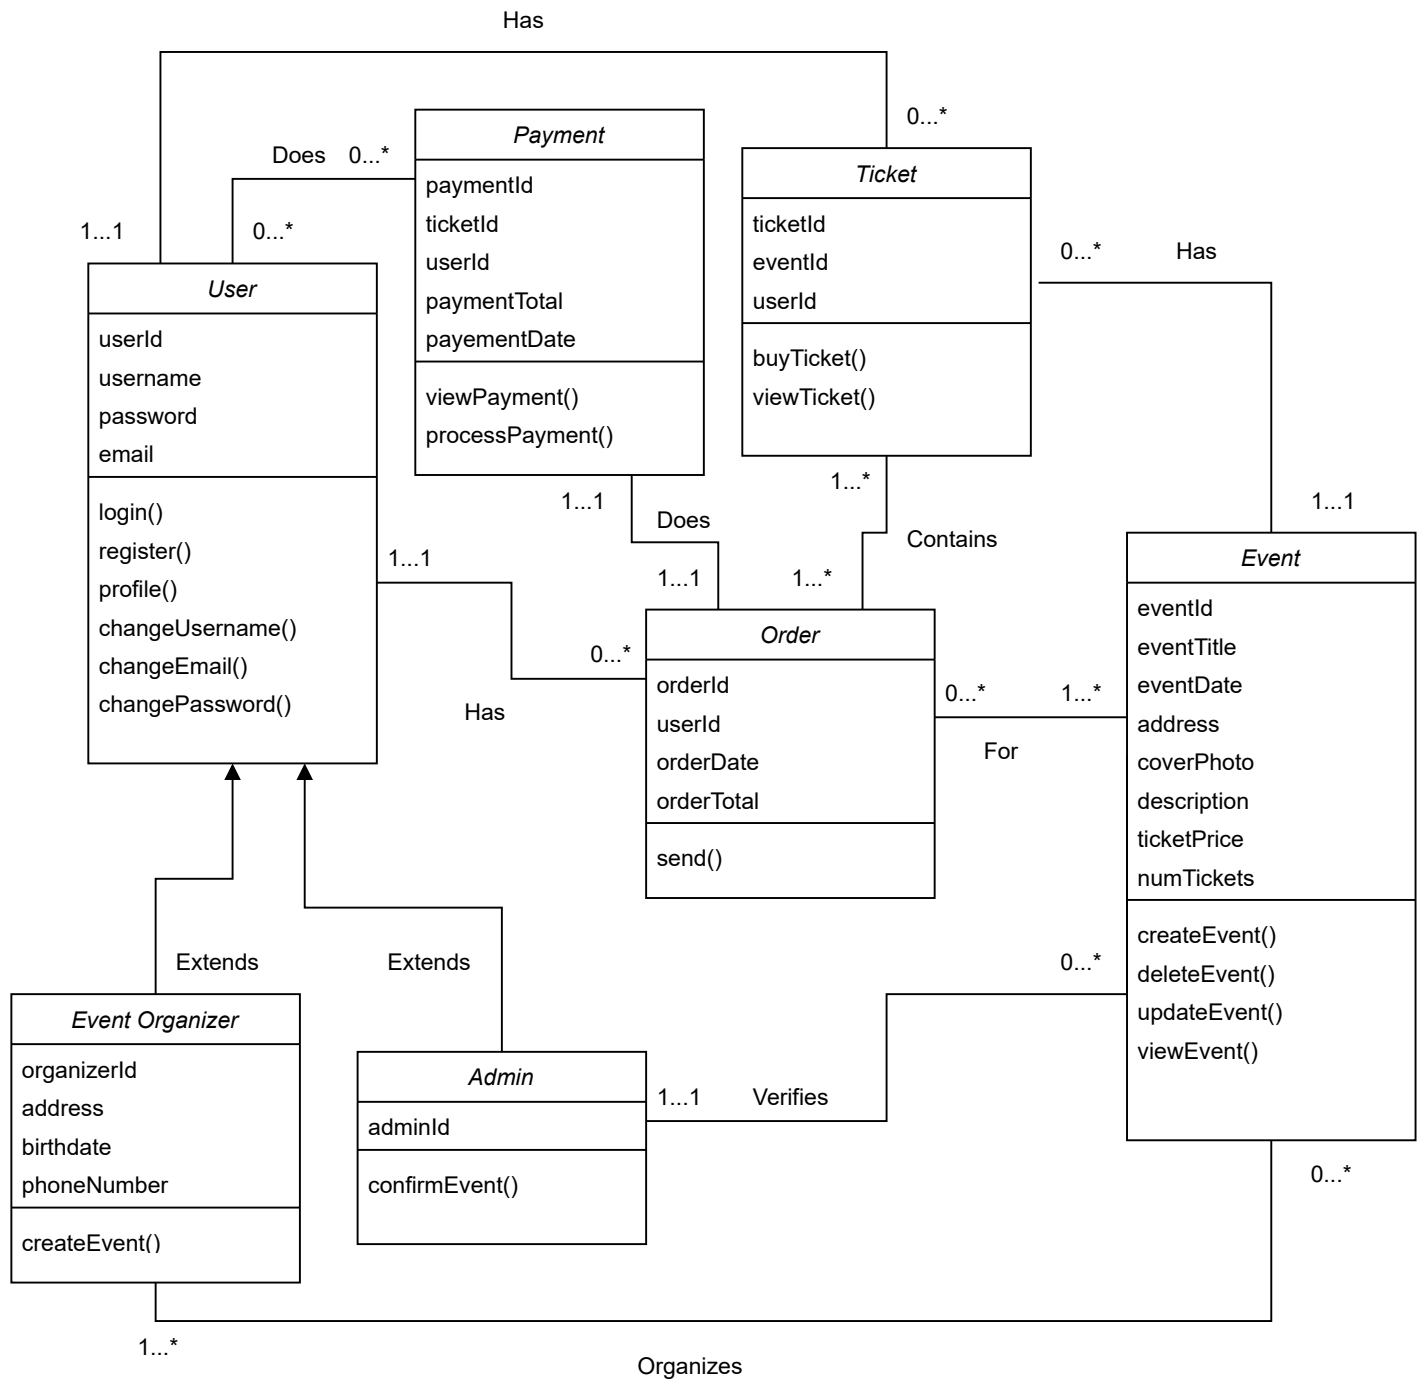 Has
0...*
Payment
Does
0...*
paymentId
ticketId
userId
paymentTotal
payementDate
viewPayment()
processPayment()
Ticket
ticketId
eventId
userId
buyTicket()
viewTicket()
1...1
0...*
0...*
Has
User
userId
username
password
email
login()
register()
profile()
changeUsername()
changeEmail()
changePassword()
1...1
Does
1...1
1...*
Contains
1...*
1...1
1...1
0...*
Has
Order
orderId
userId
orderDate
orderTotal
send()
0...*
1...*
For
Event
eventId
eventTitle
eventDate
address
coverPhoto
description
ticketPrice
numTickets
createEvent()
deleteEvent()
updateEvent()
viewEvent()
Extends
Extends
0...*
Event Organizer
organizerId
address
birthdate
phoneNumber
createEvent()
Admin
adminId
confirmEvent()
1...1
Verifies
0...*
1...*
Organizes